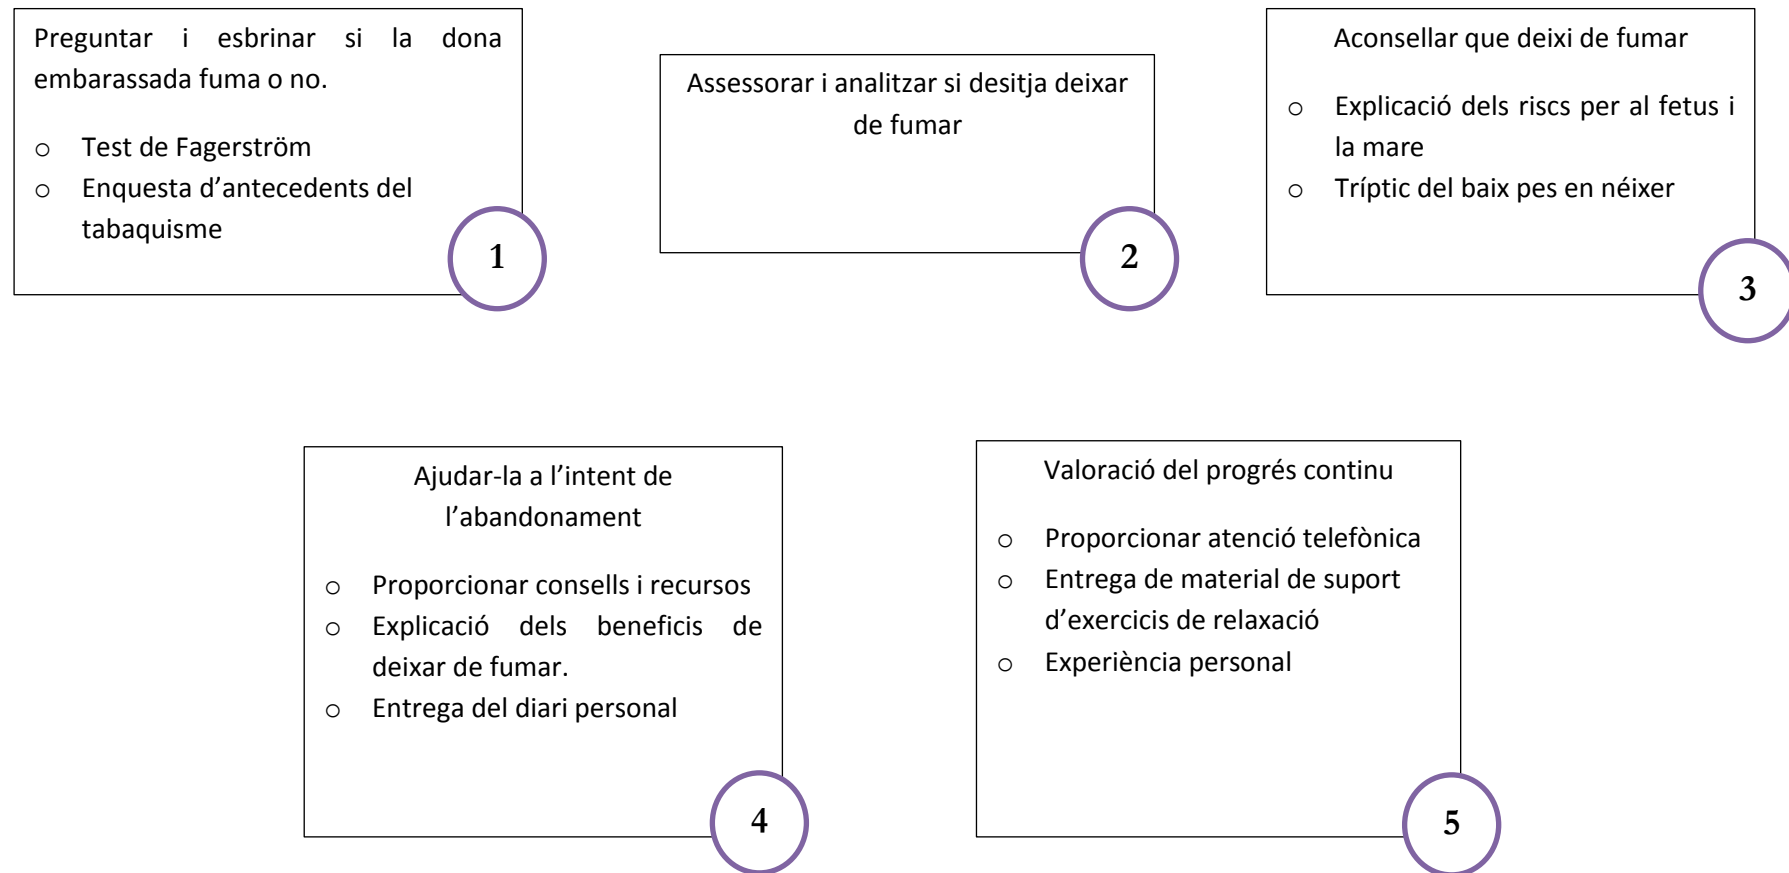 Preguntar i esbrinar si la dona
embarassada fuma o no.
o Test de Fagerström
o Enquesta d’antecedents del
tabaquisme
1
Assessorar i analitzar si desitja deixar
de fumar
2
Aconsellar que deixi de fumar
o Explicació dels riscs per al fetus i
la mare
o Tríptic del baix pes en néixer
3
Ajudar-la a l’intent de
l’abandonament
o Proporcionar consells i recursos
o Explicació dels beneficis de
deixar de fumar.
o Entrega del diari personal
4
Valoració del progrés continu
o Proporcionar atenció telefònica
o Entrega de material de suport
d’exercicis de relaxació
o Experiència personal
5